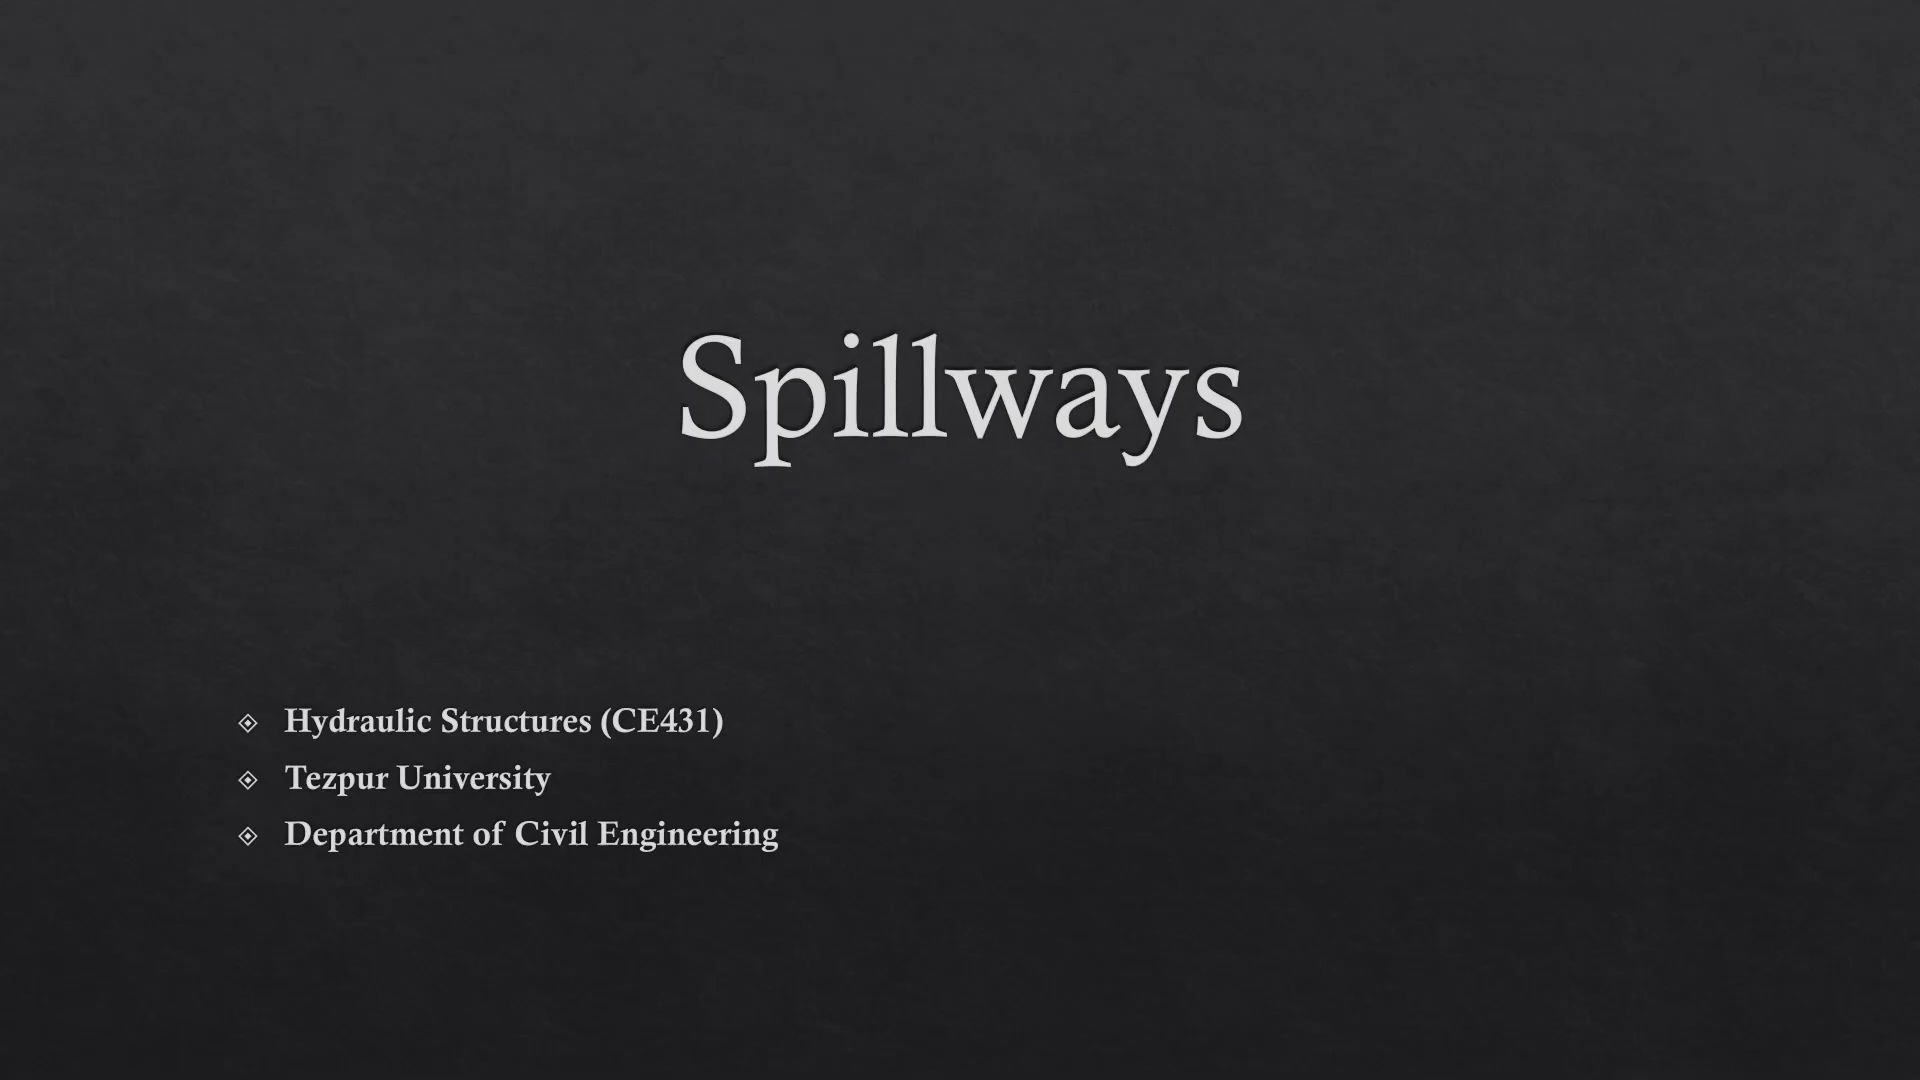 Spillways
Hydraulic Structures (CE431)
Tezpur University
Department of Civil Engineering